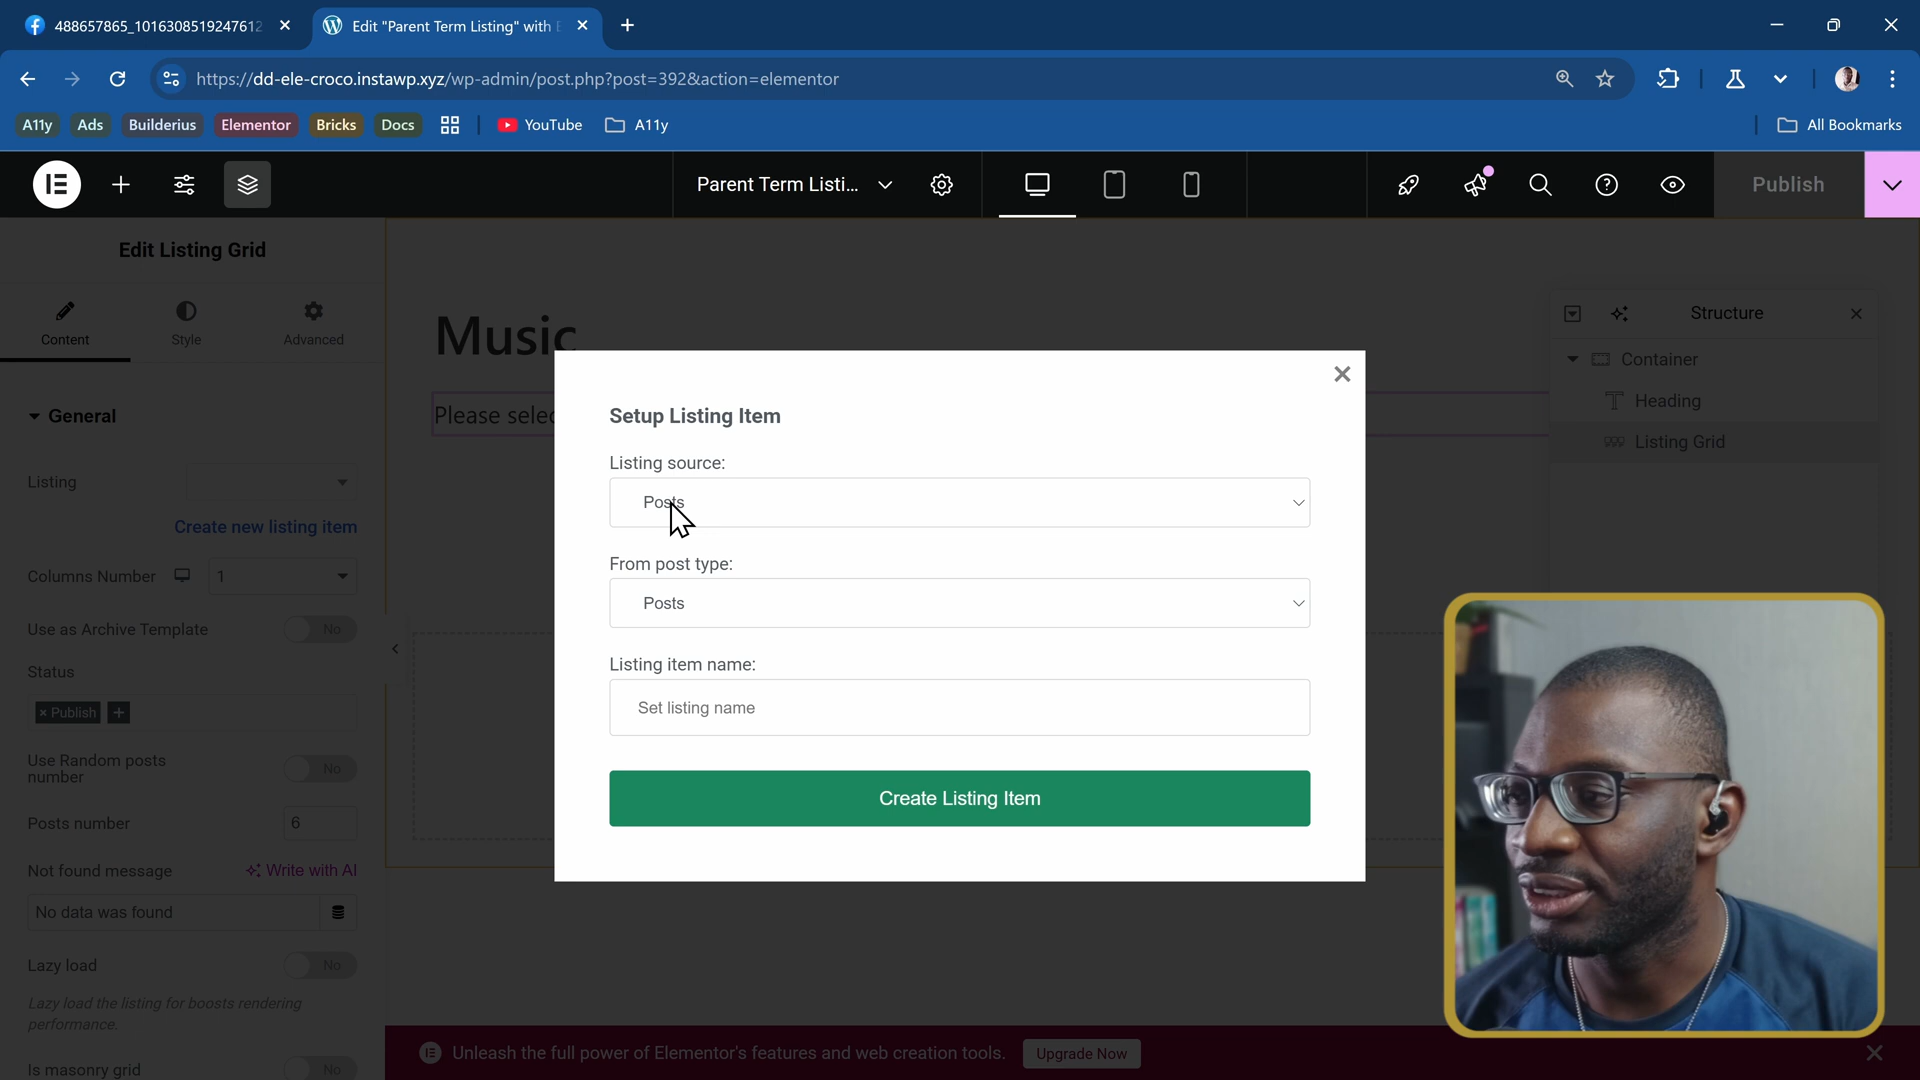 488657865_1016308519247612
Edit "Parent Term Listing" with E
https://dd-ele-croco.instawp.xyz/wp-admin/post.php?post=392&action=elementor
A11y
Ads
Builderius
Elementor
Bricks
Docs
YouTube
A11y
All Bookmarks
Parent Term Listi...
Publish
Edit Listing Grid
Content
Style
Advanced
General
Listing
Create new listing item
Columns Number
1
Use as Archive Template
No
Status
× Publish
+
Use Random posts
number
No
Posts number
6
Not found message
Write with AI
No data was found
Lazy load
No
Lazy load the listing for boosts rendering
performance.
Is masonry grid
No
Music
Please selec
Setup Listing Item
Listing source:
Posts
From post type:
Posts
Listing item name:
Set listing name
Create Listing Item
Structure
Container
Heading
Listing Grid
Unleash the full power of Elementor's features and web creation tools.
Upgrade Now